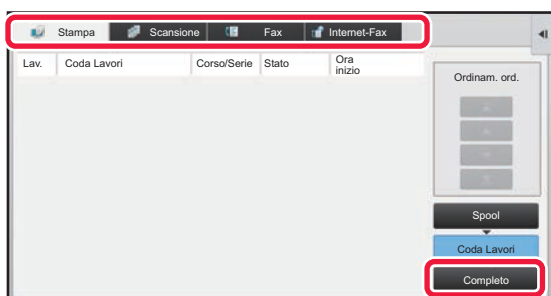 Stampa Scansione Fax Internet-Fax
Lav. Coda Lavori Corso/Serie Stato Ora inizio
Ordinam. ord.
Spool
Coda Lavori
Completo